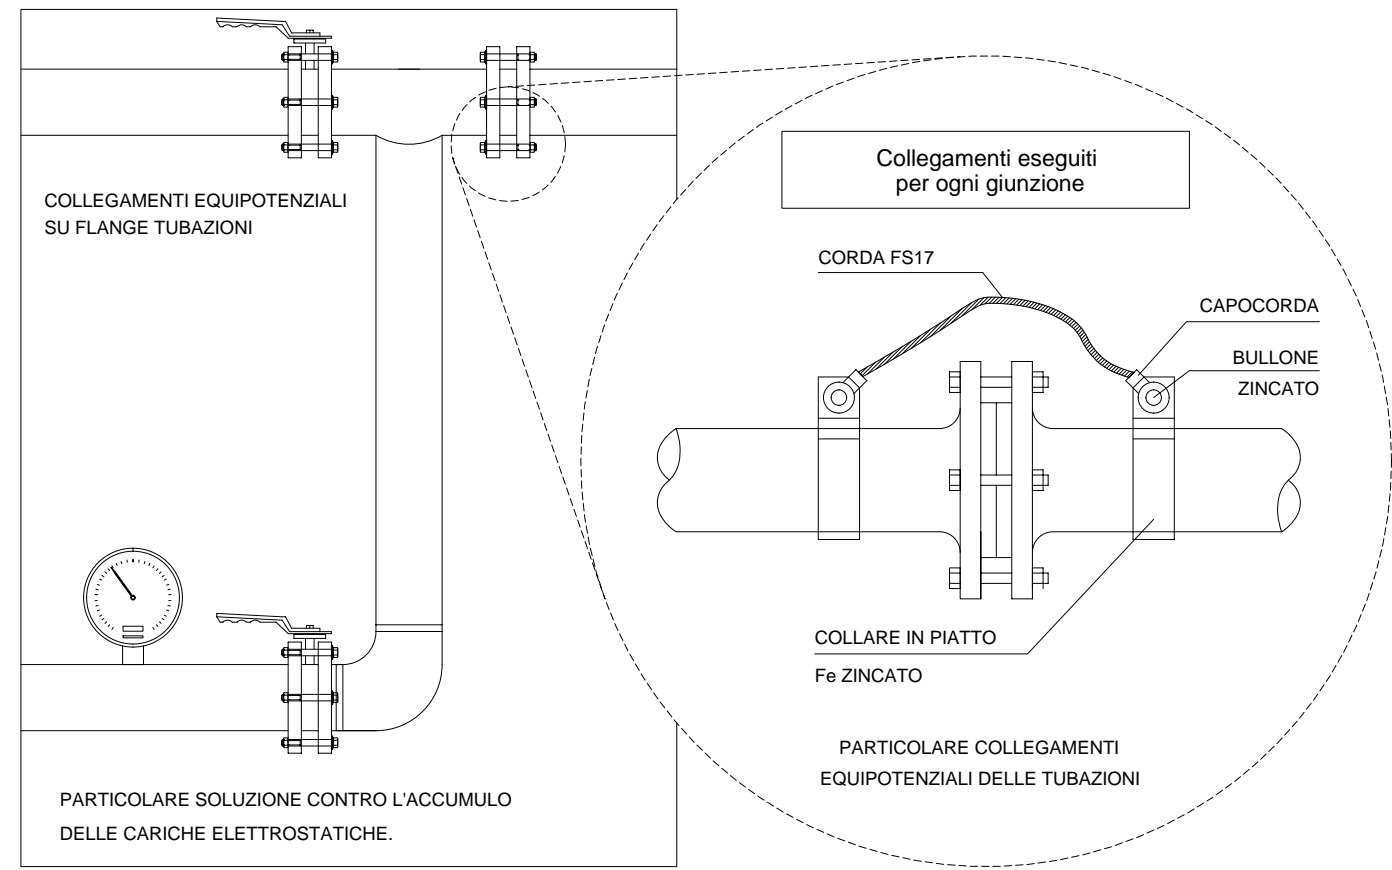 COLLEGAMENTI EQUIPOTENZIALI
SU FLANGE TUBAZIONI
PARTICOLARE SOLUZIONE CONTRO L'ACCUMULO
DELLE CARICHE ELETTROSTATICHE.
Collegamenti eseguiti
per ogni giunzione
CORDA FS17
CAPOCORDA
BULLONE
ZINCATO
COLLARE IN PIATTO
Fe ZINCATO
PARTICOLARE COLLEGAMENTI
EQUIPOTENZIALI DELLE TUBAZIONI